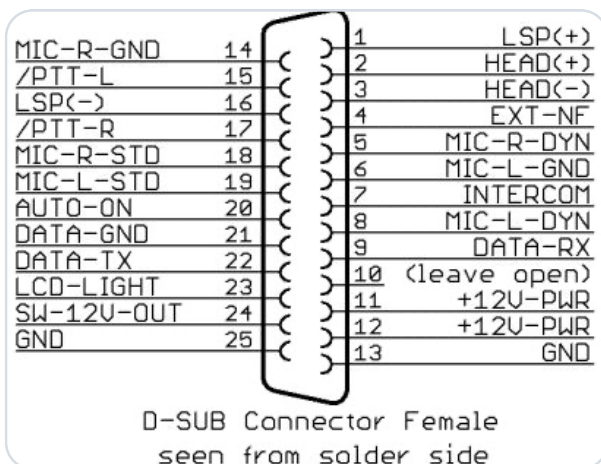 MIC-R-GND 14
/PTT-L 15
LSP(-) 16
/PTT-R 17
MIC-R-STD 18
MIC-L-STD 19
AUTO-ON 20
DATA-GND 21
DATA-TX 22
LCD-LIGHT 23
SW-12V-OUT 24
GND 25
1 LSP(+)
2 HEAD(+)
3 HEAD(-)
4 EXT-NF
5 MIC-R-DYN
6 MIC-L-GND
7 INTERCOM
8 MIC-L-DYN
9 DATA-RX
10 (leave open)
11 +12V-PWR
12 +12V-PWR
13 GND
D-SUB Connector Female
seen from solder side